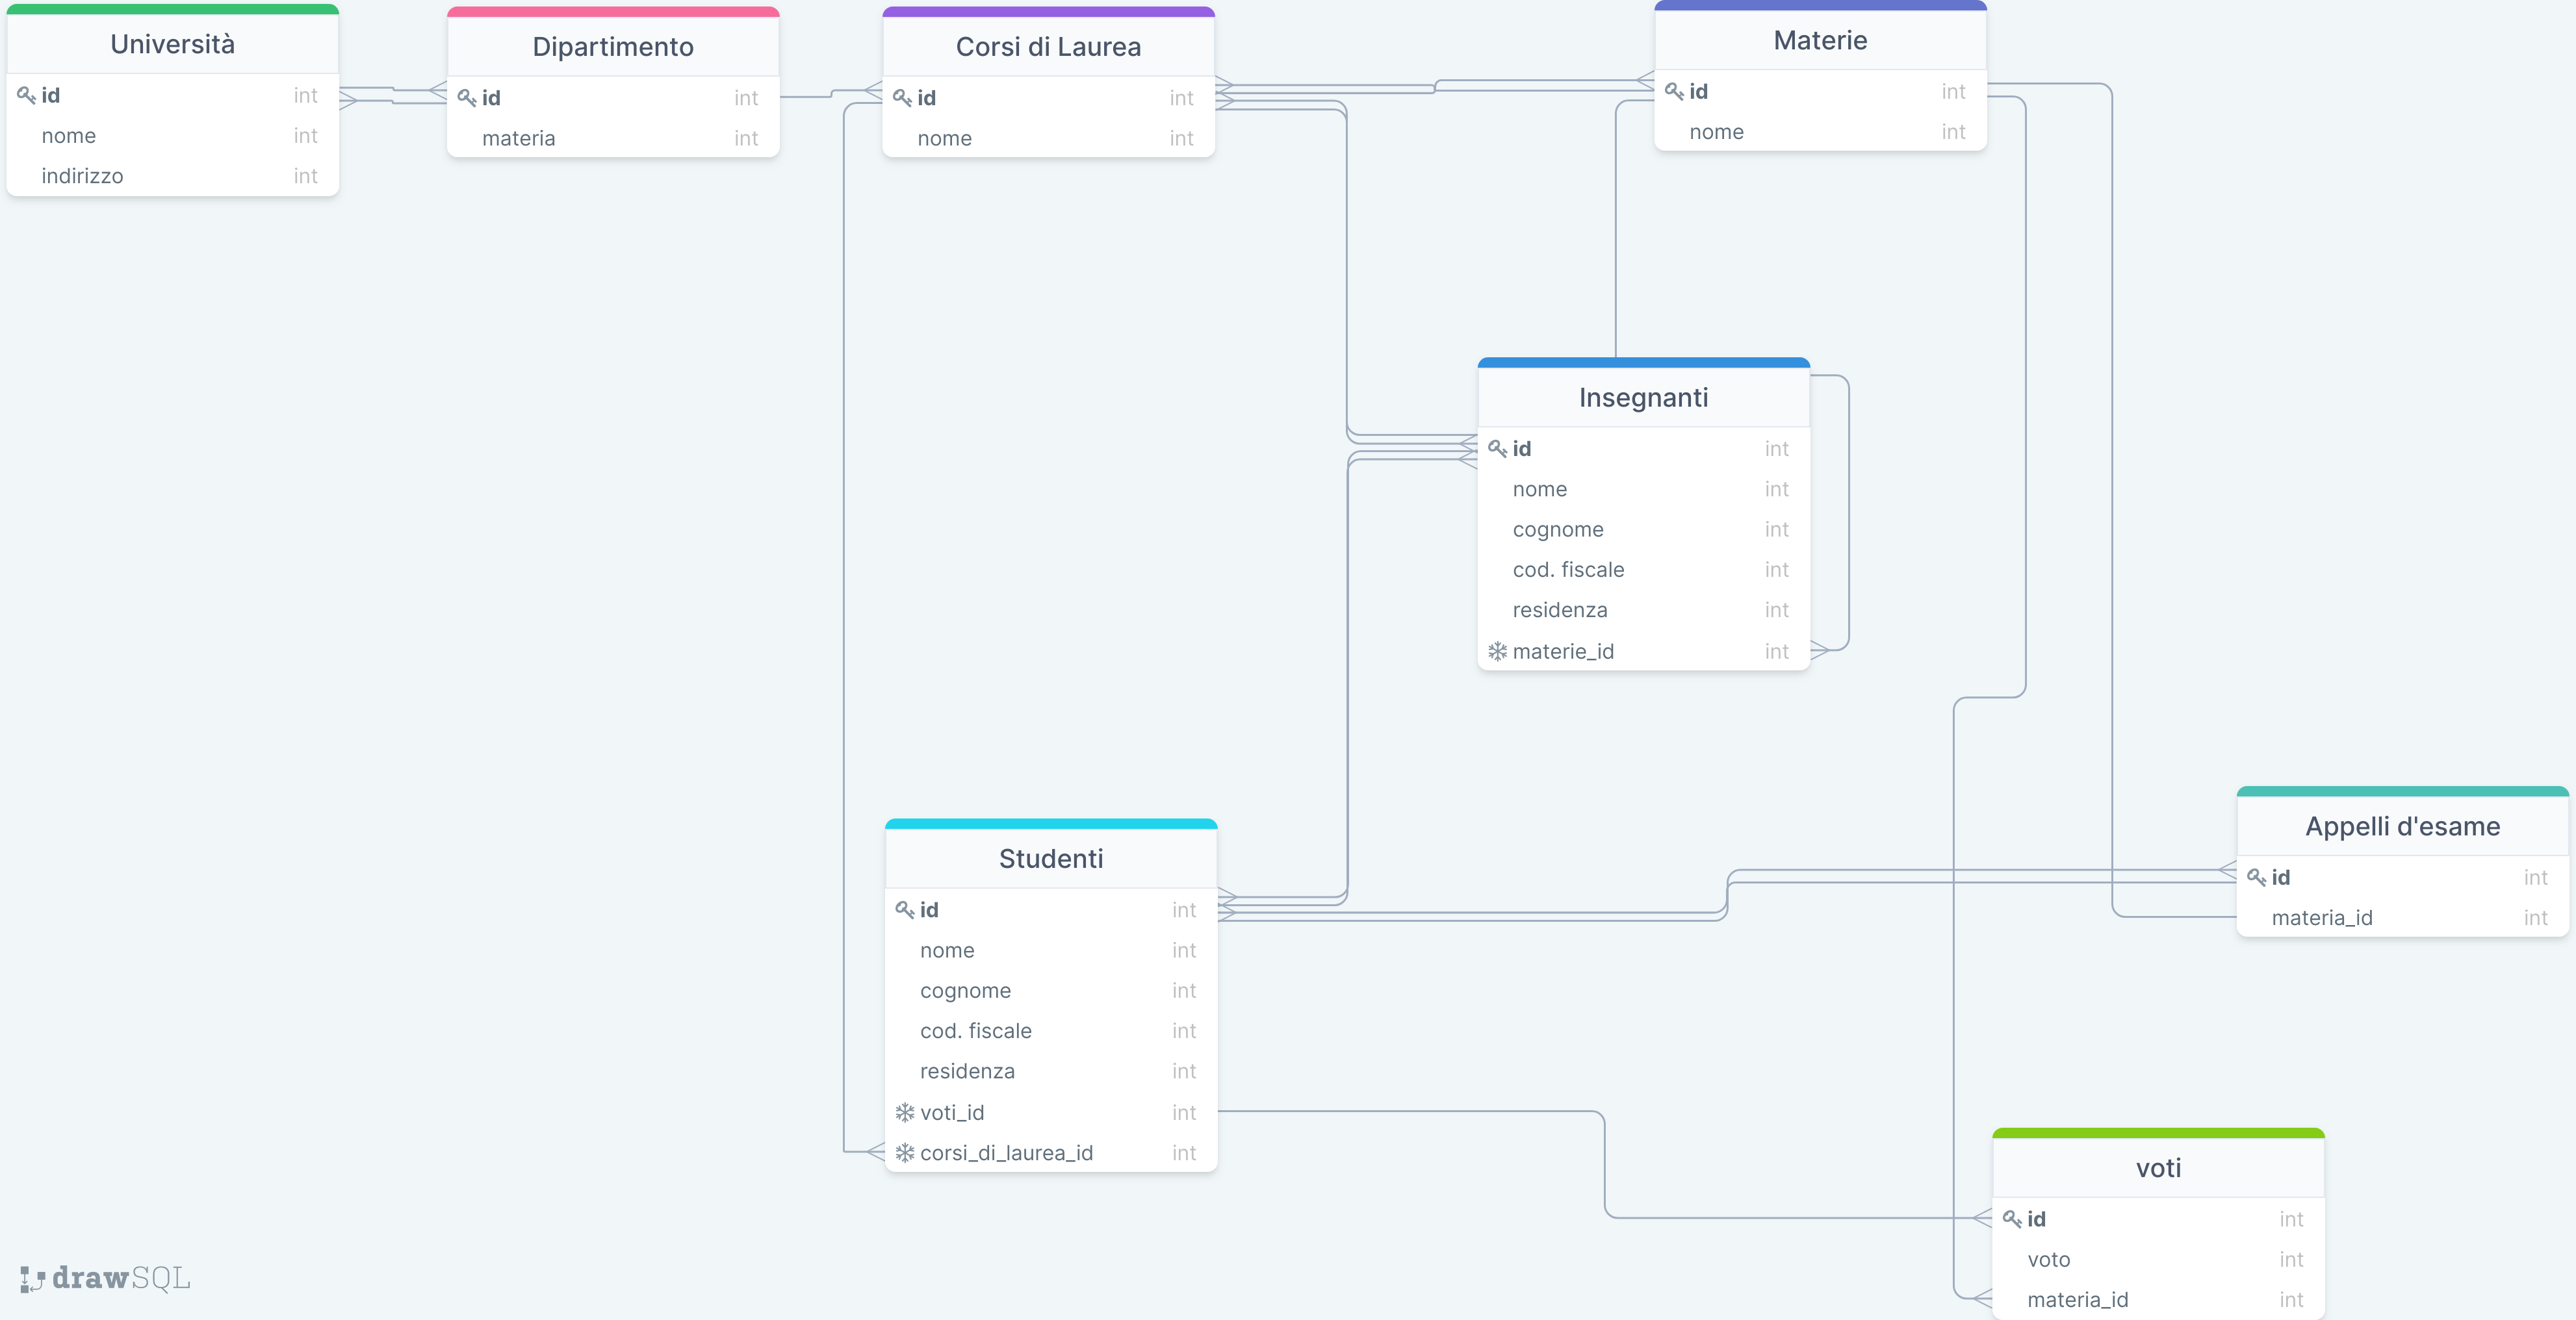 Università
id int
nome int
indirizzo int
Dipartimento
id int
materia int
Corsi di Laurea
id int
nome int
Materie
id int
nome int
Insegnanti
id int
nome int
cognome int
cod. fiscale int
residenza int
materie_id int
Studenti
id int
nome int
cognome int
cod. fiscale int
residenza int
voti_id int
corsi_di_laurea_id int
Appelli d'esame
id int
materia_id int
voti
id int
voto int
materia_id int
drawSQL